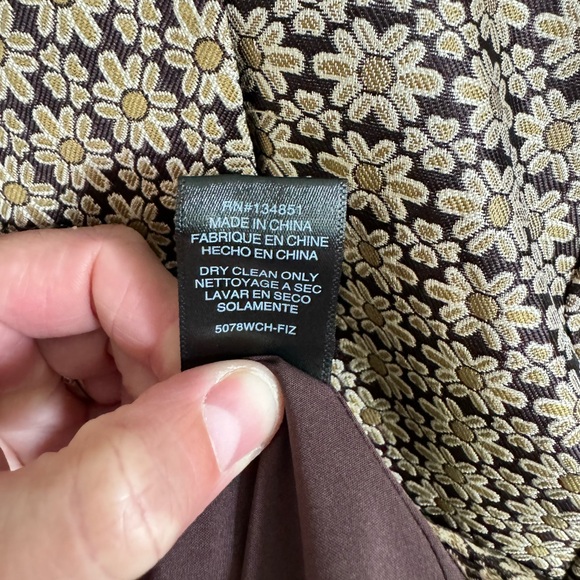 RN#134851
MADE IN CHINA
FABRIQUE EN CHINE
HECHO EN CHINA
DRY CLEAN ONLY
NETTOYAGE A SEC
LAVAR EN SECO
SOLAMENTE
5078WCH-FIZ